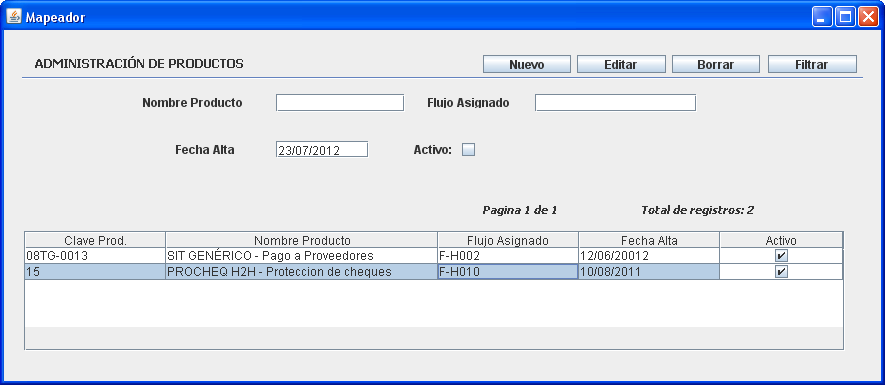 Mapeador
ADMINISTRACIÓN DE PRODUCTOS Nuevo Editar Borrar Filtrar
Nombre Producto Flujo Asignado
Fecha Alta 23/07/2012 Activo:
Pagina 1 de 1 Total de registros: 2
Clave Prod. Nombre Producto Flujo Asignado Fecha Alta Activo
08TG-0013 SIT GENÉRICO - Pago a Proveedores F-H002 12/06/20012
15 PROCHEQ H2H - Proteccion de cheques F-H010 10/08/2011